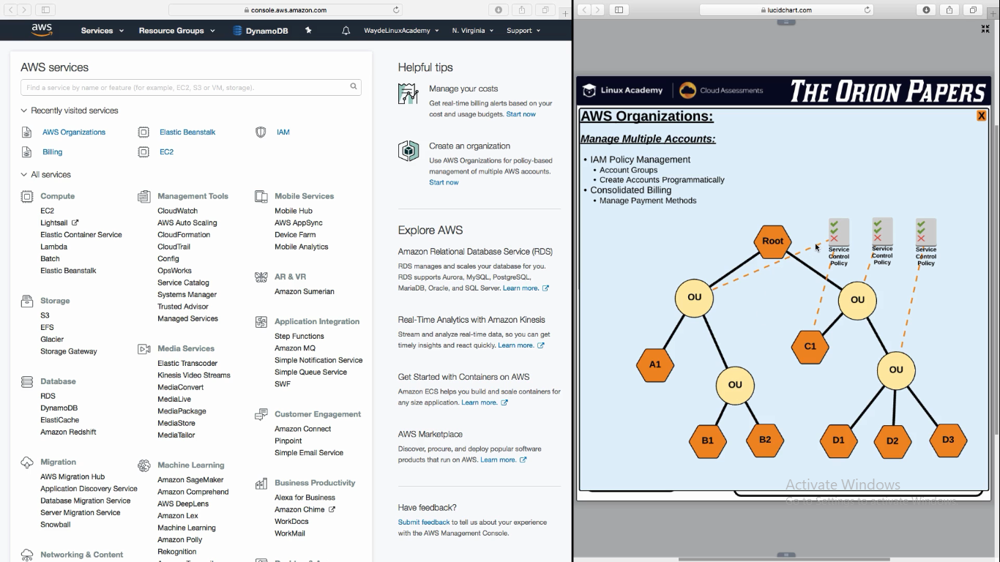 console.aws.amazon.com
lucidchart.com
aws
Services
Resource Groups
DynamoDB
WaydeLinuxAcademy
N. Virginia
Support
AWS services
Find a service by name or feature (for example, EC2, S3 or VM, storage).
Recently visited services
AWS Organizations
Elastic Beanstalk
IAM
Billing
EC2
All services
Compute
EC2
Lightsail
Elastic Container Service
Lambda
Batch
Elastic Beanstalk
Storage
S3
EFS
Glacier
Storage Gateway
Database
RDS
DynamoDB
ElastiCache
Amazon Redshift
Migration
AWS Migration Hub
Application Discovery Service
Database Migration Service
Server Migration Service
Snowball
Networking & Content
Management Tools
CloudWatch
AWS Auto Scaling
CloudFormation
CloudTrail
Config
OpsWorks
Service Catalog
Systems Manager
Trusted Advisor
Managed Services
Media Services
Elastic Transcoder
Kinesis Video Streams
MediaConvert
MediaLive
MediaPackage
MediaStore
MediaTailor
Machine Learning
Amazon SageMaker
Amazon Comprehend
AWS DeepLens
Amazon Lex
Machine Learning
Amazon Polly
Rekognition
Mobile Services
Mobile Hub
AWS AppSync
Device Farm
Mobile Analytics
AR & VR
Amazon Sumerian
Application Integration
Step Functions
Amazon MQ
Simple Notification Service
Simple Queue Service
SWF
Customer Engagement
Amazon Connect
Pinpoint
Simple Email Service
Business Productivity
Alexa for Business
Amazon Chime
WorkDocs
WorkMail
Helpful tips
Manage your costs
Get real-time billing alerts based on your
cost and usage budgets. Start now
Create an organization
Use AWS Organizations for policy-based
management of multiple AWS accounts.
Start now
Explore AWS
Amazon Relational Database Service (RDS)
RDS manages and scales your database for you.
RDS supports Aurora, MySQL, PostgreSQL,
MariaDB, Oracle, and SQL Server. Learn more.
Real-Time Analytics with Amazon Kinesis
Stream and analyze real-time data, so you can get
timely insights and react quickly. Learn more.
Get Started with Containers on AWS
Amazon ECS helps you build and scale containers for
any size application. Learn more.
AWS Marketplace
Discover, procure, and deploy popular software
products that run on AWS. Learn more.
Have feedback?
Submit feedback to tell us about your experience
with the AWS Management Console.
Linux Academy
Cloud Assessments
THE ORION PAPERS
AWS Organizations:
X
Manage Multiple Accounts:
• IAM Policy Management
• Account Groups
• Create Accounts Programmatically
• Consolidated Billing
• Manage Payment Methods
Root
Service
Control
Policy
Service
Control
Policy
Service
Control
Policy
OU
OU
A1
C1
OU
OU
B1
B2
D1
D2
D3
Activate Windows
Go to Settings to activate Windows.